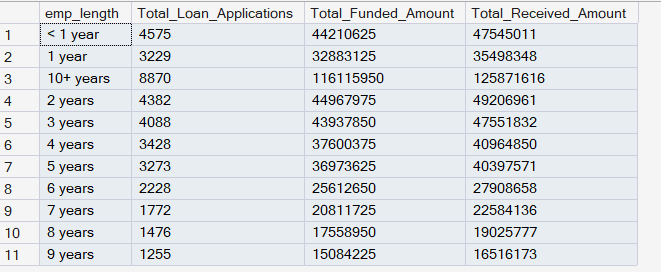 emp_length Total_Loan_Applications Total_Funded_Amount Total_Received_Amount
1 < 1 year 4575 44210625 47545011
2 1 year 3229 32883125 35498348
3 10+ years 8870 116115950 125871616
4 2 years 4382 44967975 49206961
5 3 years 4088 43937850 47551832
6 4 years 3428 37600375 40964850
7 5 years 3273 36973625 40397571
8 6 years 2228 25612650 27908658
9 7 years 1772 20811725 22584136
10 8 years 1476 17558950 19025777
11 9 years 1255 15084225 16516173